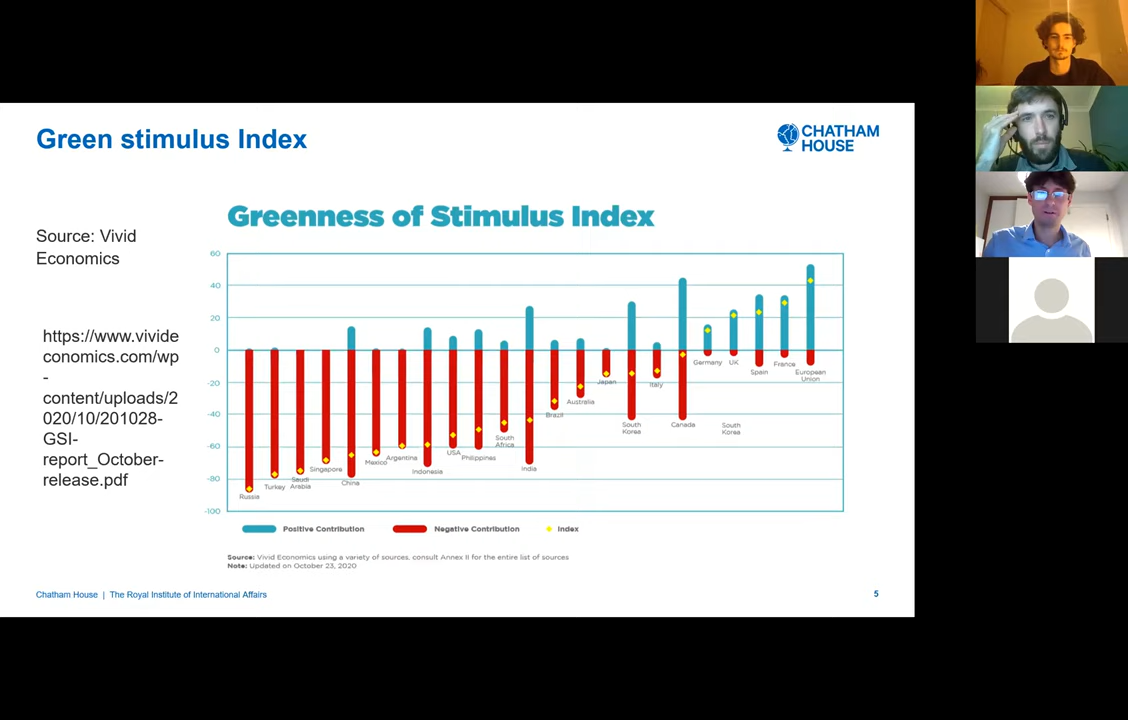 Green stimulus Index
CHATHAM
HOUSE
Source: Vivid
Economics
https://www.vivide
conomics.com/wp
-
content/uploads/2
020/10/201028-
GSI-
report_October-
release.pdf
Greenness of Stimulus Index
60
40
20
0
-20
-40
-60
-80
-100
Russia
Turkey
Saudi
Arabia
Singapore
China
Mexico
Argentina
Indonesia
USA
Philippines
South
Africa
India
Brazil
Australia
Japan
South
Korea
Italy
Canada
Germany
UK
South
Korea
Spain
France
European
Union
Positive Contribution
Negative Contribution
Index
Source: Vivid Economics using a variety of sources, consult Annex II for the entire list of sources
Note: Updated on October 23, 2020
Chatham House | The Royal Institute of International Affairs
5